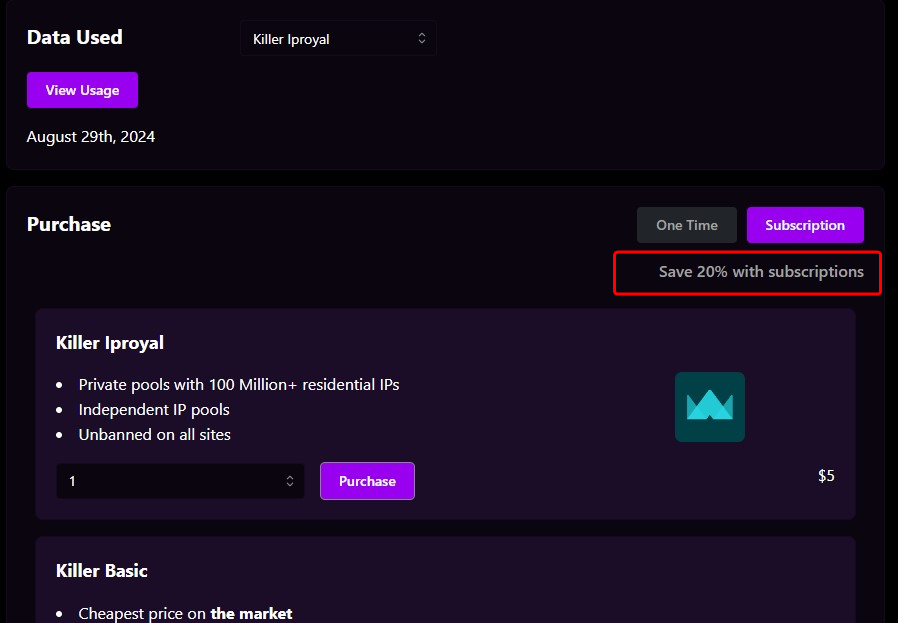 Data Used
Killer Iproyal
View Usage
August 29th, 2024
Purchase
One Time
Subscription
Save 20% with subscriptions
Killer Iproyal
Private pools with 100 Million+ residential IPs
Independent IP pools
Unbanned on all sites
1
Purchase
$5
Killer Basic
Cheapest price on the market